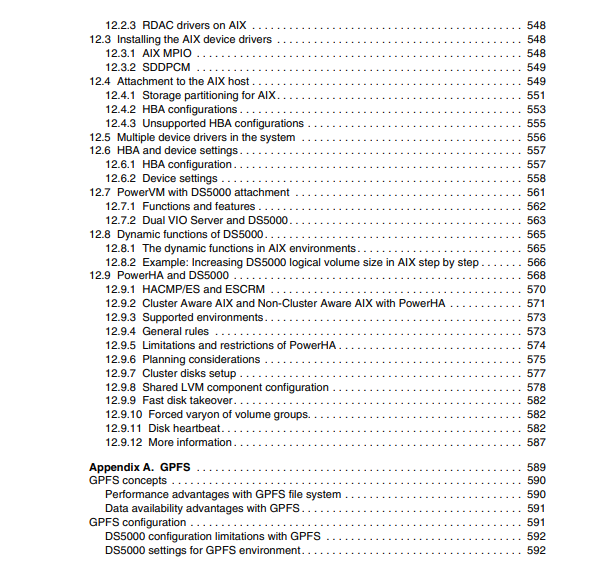 12.2.3 RDAC drivers on AIX . . . . . . . . . . . . . . . . . . . . . . . . . . . . . . . . . . . . . . . . . . 548
12.3 Installing the AIX device drivers . . . . . . . . . . . . . . . . . . . . . . . . . . . . . . . . . . . . . . 548
12.3.1 AIX MPIO . . . . . . . . . . . . . . . . . . . . . . . . . . . . . . . . . . . . . . . . . . . . . . . . . . . 548
12.3.2 SDDPCM . . . . . . . . . . . . . . . . . . . . . . . . . . . . . . . . . . . . . . . . . . . . . . . . . . . 549
12.4 Attachment to the AIX host . . . . . . . . . . . . . . . . . . . . . . . . . . . . . . . . . . . . . . . . . . 549
12.4.1 Storage partitioning for AIX. . . . . . . . . . . . . . . . . . . . . . . . . . . . . . . . . . . . . . 551
12.4.2 HBA configurations . . . . . . . . . . . . . . . . . . . . . . . . . . . . . . . . . . . . . . . . . . . . 553
12.4.3 Unsupported HBA configurations . . . . . . . . . . . . . . . . . . . . . . . . . . . . . . . . . . 555
12.5 Multiple device drivers in the system . . . . . . . . . . . . . . . . . . . . . . . . . . . . . . . . . . 556
12.6 HBA and device settings. . . . . . . . . . . . . . . . . . . . . . . . . . . . . . . . . . . . . . . . . . . . 557
12.6.1 HBA configuration . . . . . . . . . . . . . . . . . . . . . . . . . . . . . . . . . . . . . . . . . . . . . 557
12.6.2 Device settings . . . . . . . . . . . . . . . . . . . . . . . . . . . . . . . . . . . . . . . . . . . . . . . 558
12.7 PowerVM with DS5000 attachment . . . . . . . . . . . . . . . . . . . . . . . . . . . . . . . . . . . 561
12.7.1 Functions and features . . . . . . . . . . . . . . . . . . . . . . . . . . . . . . . . . . . . . . . . . 562
12.7.2 Dual VIO Server and DS5000. . . . . . . . . . . . . . . . . . . . . . . . . . . . . . . . . . . . 563
12.8 Dynamic functions of DS5000. . . . . . . . . . . . . . . . . . . . . . . . . . . . . . . . . . . . . . . 565
12.8.1 The dynamic functions in AIX environments. . . . . . . . . . . . . . . . . . . . . . . . . 565
12.8.2 Example: Increasing DS5000 logical volume size in AIX step by step . . . . . . 566
12.9 PowerHA and DS5000 . . . . . . . . . . . . . . . . . . . . . . . . . . . . . . . . . . . . . . . . . . . . 568
12.9.1 HACMP/ES and ESCRM . . . . . . . . . . . . . . . . . . . . . . . . . . . . . . . . . . . . . . . 570
12.9.2 Cluster Aware AIX and Non-Cluster Aware AIX with PowerHA . . . . . . . . . . . 571
12.9.3 Supported environments. . . . . . . . . . . . . . . . . . . . . . . . . . . . . . . . . . . . . . . . 573
12.9.4 General rules . . . . . . . . . . . . . . . . . . . . . . . . . . . . . . . . . . . . . . . . . . . . . . . . 573
12.9.5 Limitations and restrictions of PowerHA . . . . . . . . . . . . . . . . . . . . . . . . . . . . 574
12.9.6 Planning considerations . . . . . . . . . . . . . . . . . . . . . . . . . . . . . . . . . . . . . . . . 575
12.9.7 Cluster disks setup . . . . . . . . . . . . . . . . . . . . . . . . . . . . . . . . . . . . . . . . . . . . 577
12.9.8 Shared LVM component configuration . . . . . . . . . . . . . . . . . . . . . . . . . . . . . 578
12.9.9 Fast disk takeover. . . . . . . . . . . . . . . . . . . . . . . . . . . . . . . . . . . . . . . . . . . . . 582
12.9.10 Forced varyon of volume groups. . . . . . . . . . . . . . . . . . . . . . . . . . . . . . . . . 582
12.9.11 Disk heartbeat. . . . . . . . . . . . . . . . . . . . . . . . . . . . . . . . . . . . . . . . . . . . . . . 582
12.9.12 More information . . . . . . . . . . . . . . . . . . . . . . . . . . . . . . . . . . . . . . . . . . . . 587
Appendix A. GPFS . . . . . . . . . . . . . . . . . . . . . . . . . . . . . . . . . . . . . . . . . . . . . . . . . 589
GPFS concepts . . . . . . . . . . . . . . . . . . . . . . . . . . . . . . . . . . . . . . . . . . . . . . . . . . . . 590
Performance advantages with GPFS file system . . . . . . . . . . . . . . . . . . . . . . . . . . . 590
Data availability advantages with GPFS . . . . . . . . . . . . . . . . . . . . . . . . . . . . . . . . . 591
GPFS configuration . . . . . . . . . . . . . . . . . . . . . . . . . . . . . . . . . . . . . . . . . . . . . . . . . 591
DS5000 configuration limitations with GPFS . . . . . . . . . . . . . . . . . . . . . . . . . . . . . . 592
DS5000 settings for GPFS environment. . . . . . . . . . . . . . . . . . . . . . . . . . . . . . . . . 592